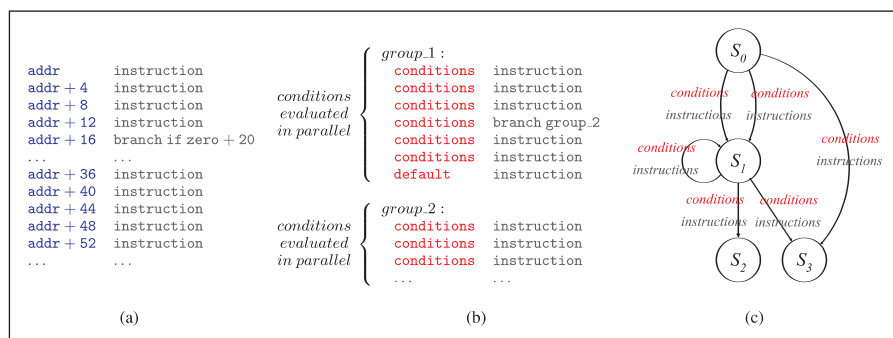 addr instruction
addr + 4 instruction
addr + 8 instruction
addr + 12 instruction
addr + 16 branch if zero + 20
... ...
addr + 36 instruction
addr + 40 instruction
addr + 44 instruction
addr + 48 instruction
addr + 52 instruction
... ...
(a)
conditions
evaluated
in parallel
group_1 :
conditions instruction
conditions instruction
conditions instruction
conditions branch group_2
conditions instruction
conditions instruction
default instruction
conditions
evaluated
in parallel
group_2 :
conditions instruction
conditions instruction
conditions instruction
... ...
(b)
S0
conditions conditions
instructions instructions
conditions
instructions
conditions
instructions
S1
conditions conditions
instructions instructions
S2 S3
(c)